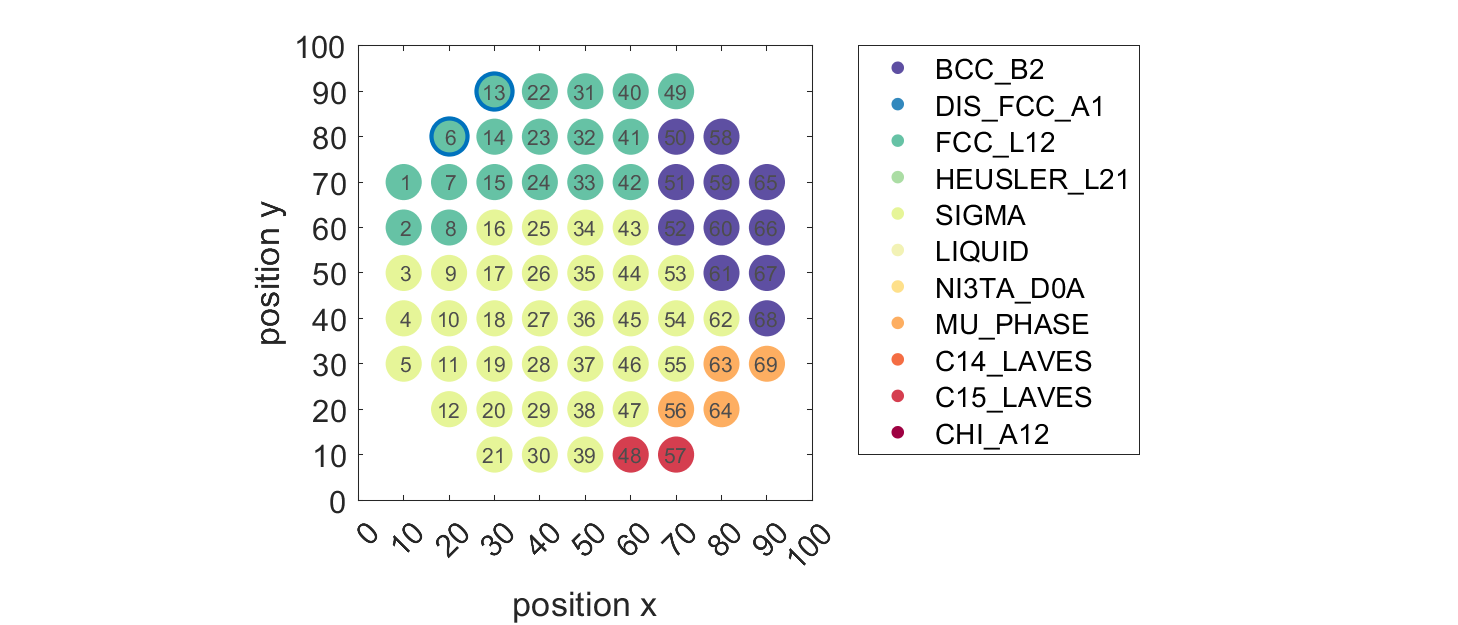 100
90 13 22 31 40 49
80 6 14 23 32 41 50 58
70 1 7 15 24 33 42 51 59 65
60 2 8 16 25 34 43 52 60 66
50 3 9 17 26 35 44 53 61 67
40 4 10 18 27 36 45 54 62 68
30 5 11 19 28 37 46 55 63 69
20 12 20 29 38 47 56 64
10 21 30 39 48 57
0
position y
0 10 20 30 40 50 60 70 80 90 100
position x
BCC_B2
DIS_FCC_A1
FCC_L12
HEUSLER_L21
SIGMA
LIQUID
NI3TA_D0A
MU_PHASE
C14_LAVES
C15_LAVES
CHI_A12